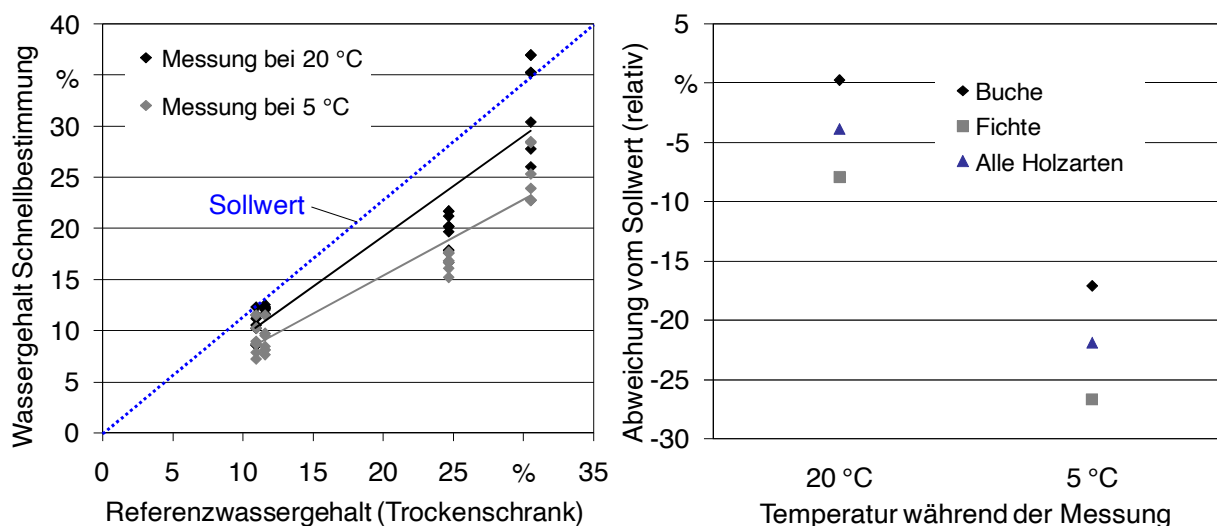 Wassergehalt Schnellbestimmung
40
%
30
25
20
15
10
5
0
Messung bei 20 °C
Messung bei 5 °C
Sollwert
0 5 10 15 20 25 % 35
Referenzwassergehalt (Trockenschrank)
Abweichung vom Sollwert (relativ)
5
%
-5
-10
-15
-20
-25
-30
Buche
Fichte
Alle Holzarten
20 °C 5 °C
Temperatur während der Messung